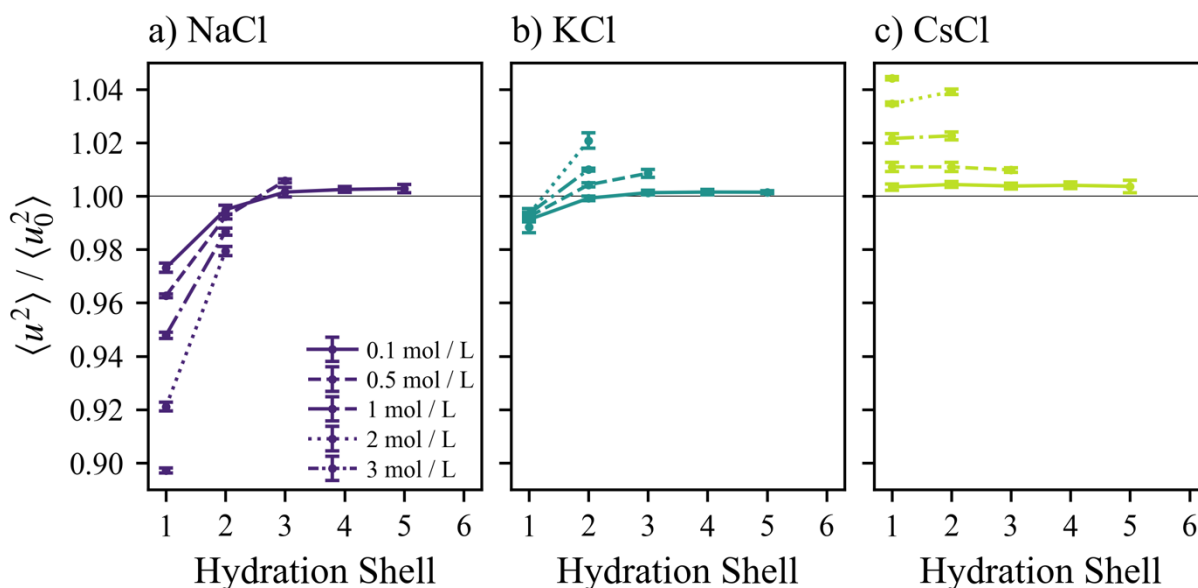 a) NaCl
b) KCl
c) CsCl
⟨u²⟩ / ⟨u₀²⟩
1.04
1.02
1.00
0.98
0.96
0.94
0.92
0.90
0.1 mol / L
0.5 mol / L
1 mol / L
2 mol / L
3 mol / L
1 2 3 4 5 6
1 2 3 4 5 6
1 2 3 4 5 6
Hydration Shell
Hydration Shell
Hydration Shell